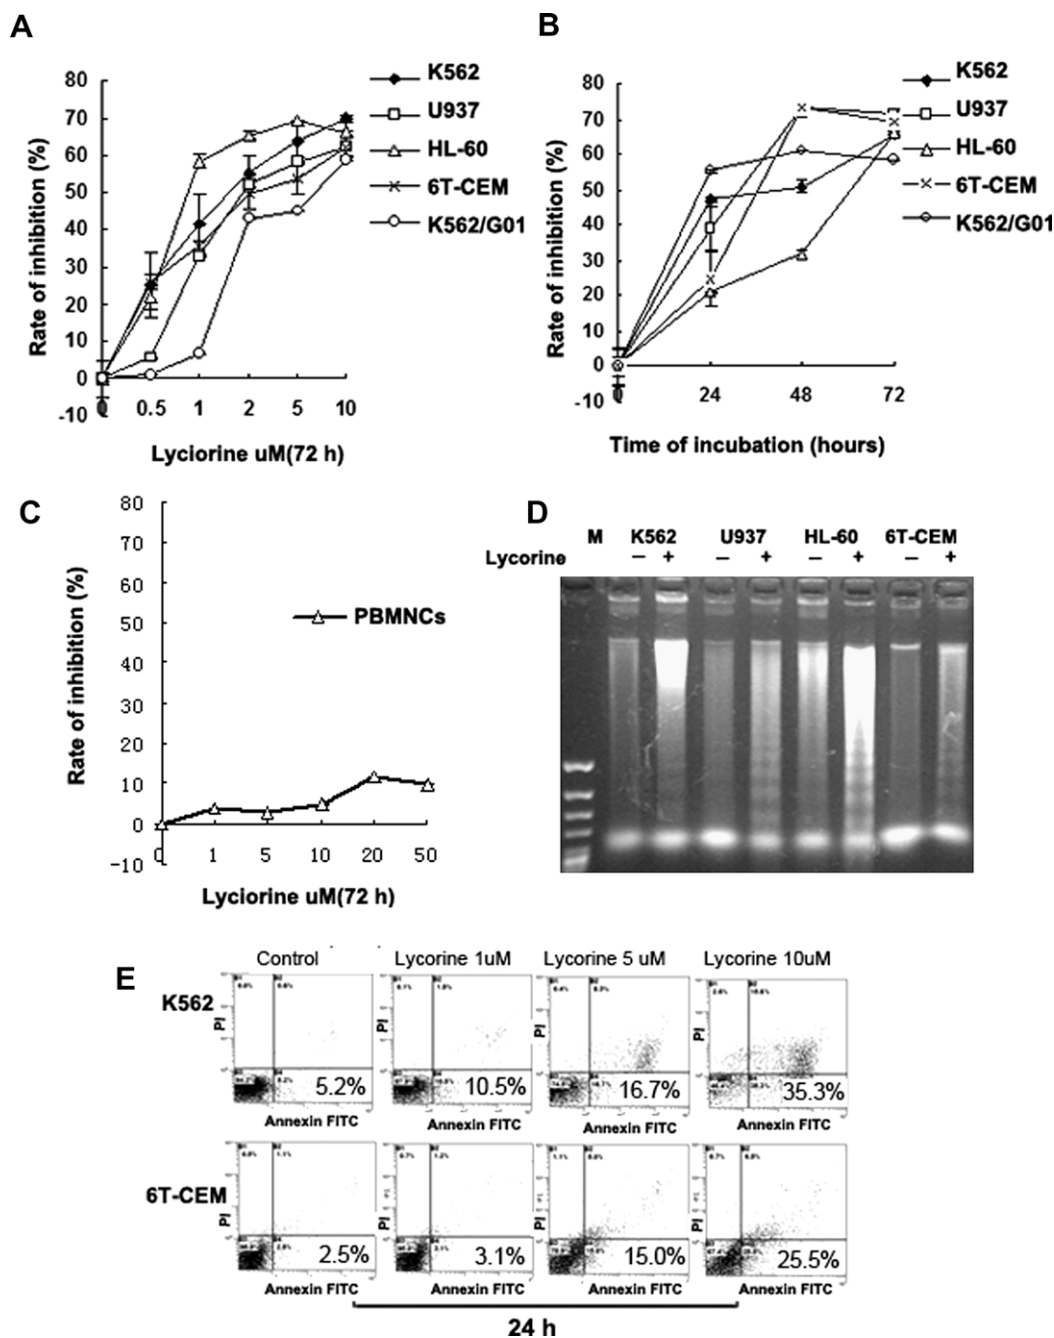 A
B
K562
U937
HL-60
6T-CEM
K562/G01
80
70
60
50
40
30
20
10
0
-10
Rate of inhibition (%)
0
0.5
1
2
5
10
Lyciorine uM(72 h)
K562
U937
HL-60
6T-CEM
K562/G01
80
70
60
50
40
30
20
10
0
-10
Rate of inhibition (%)
0
24
48
72
Time of incubation (hours)
C
80
70
60
50
40
30
20
10
0
-10
Rate of inhibition (%)
PBMNCs
0
1
5
10
20
50
Lyciorine uM(72 h)
D
M K562 U937 HL-60 6T-CEM
Lycorine − + − + − + − +
E
Control Lycorine 1uM Lycorine 5 uM Lycorine 10uM
K562
PI PI PI PI
5.2% 10.5% 16.7% 35.3%
Annexin FITC Annexin FITC Annexin FITC Annexin FITC
6T-CEM
PI PI PI PI
2.5% 3.1% 15.0% 25.5%
Annexin FITC Annexin FITC Annexin FITC Annexin FITC
24 h